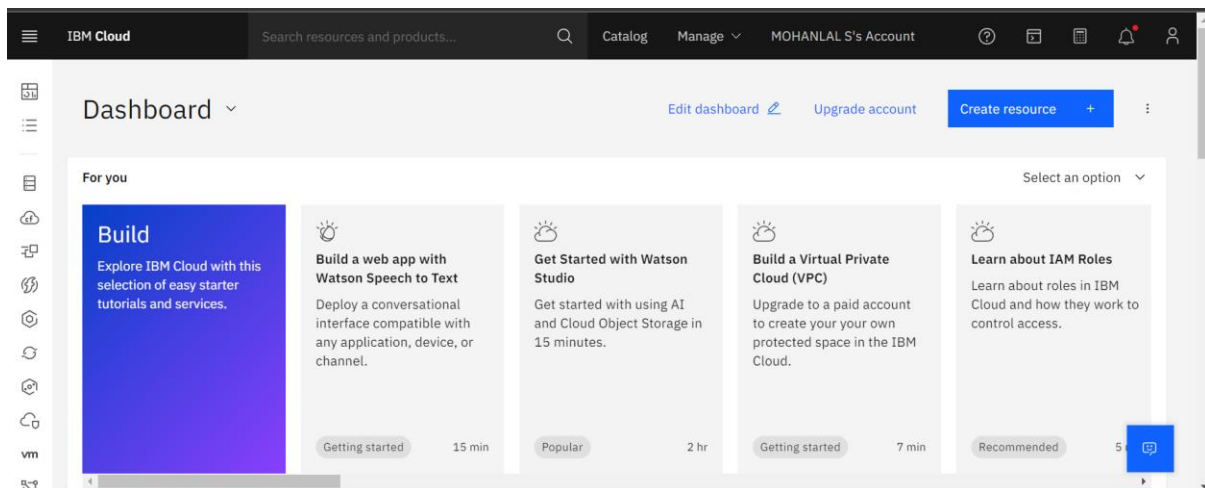 IBM Cloud
Search resources and products...
Catalog
Manage
MOHANLAL S's Account
Dashboard
Edit dashboard
Upgrade account
Create resource +
For you
Select an option
Build
Explore IBM Cloud with this
selection of easy starter
tutorials and services.
Build a web app with
Watson Speech to Text
Deploy a conversational
interface compatible with
any application, device, or
channel.
Getting started
15 min
Get Started with Watson
Studio
Get started with using AI
and Cloud Object Storage in
15 minutes.
Popular
2 hr
Build a Virtual Private
Cloud (VPC)
Upgrade to a paid account
to create your your own
protected space in the IBM
Cloud.
Getting started
7 min
Learn about IAM Roles
Learn about roles in IBM
Cloud and how they work to
control access.
Recommended
5
vm